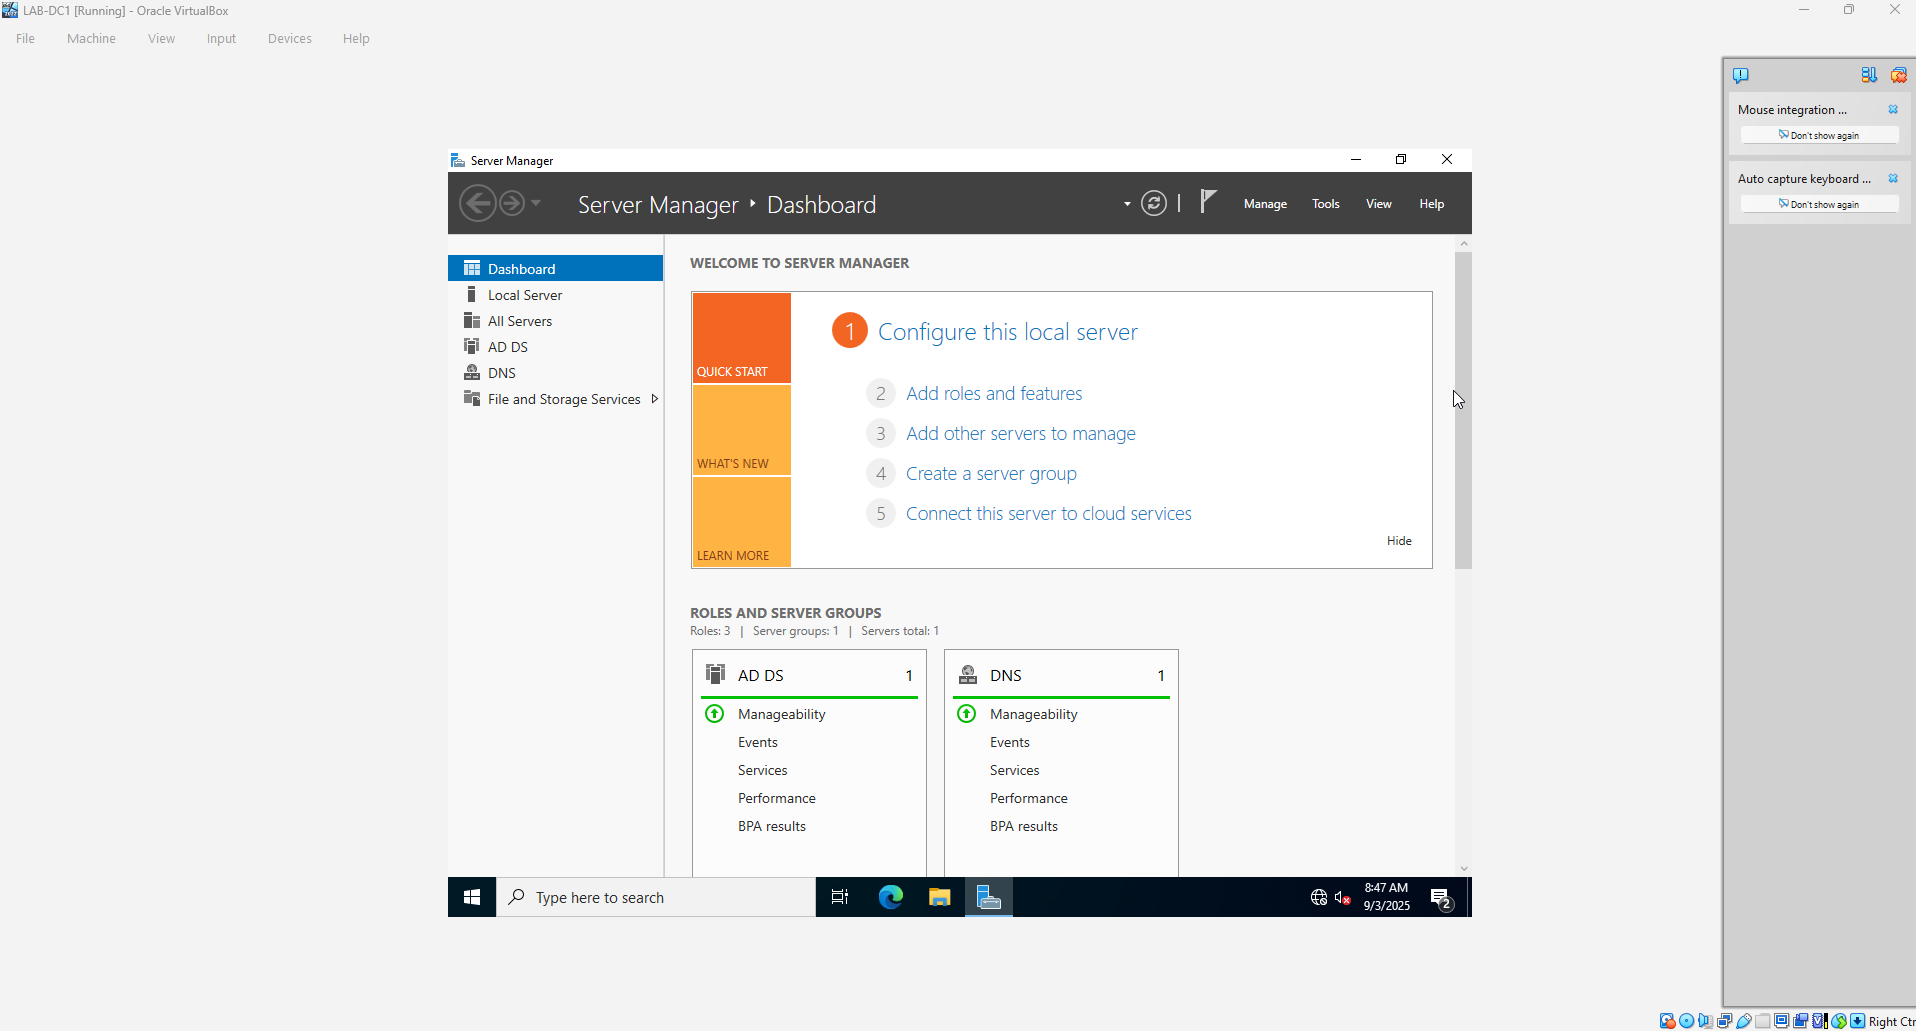 LAB-DC1 [Running] - Oracle VirtualBox
File Machine View Input Devices Help
Mouse integration ...
Don't show again
Auto capture keyboard ...
Don't show again
Server Manager
Server Manager Dashboard
Manage Tools View Help
Dashboard
Local Server
All Servers
AD DS
DNS
File and Storage Services
WELCOME TO SERVER MANAGER
QUICK START
WHAT'S NEW
LEARN MORE
1 Configure this local server
2 Add roles and features
3 Add other servers to manage
4 Create a server group
5 Connect this server to cloud services
Hide
ROLES AND SERVER GROUPS
Roles: 3 | Server groups: 1 | Servers total: 1
AD DS 1
Manageability
Events
Services
Performance
BPA results
DNS 1
Manageability
Events
Services
Performance
BPA results
Type here to search
8:47 AM
9/3/2025
2
Right Ctr